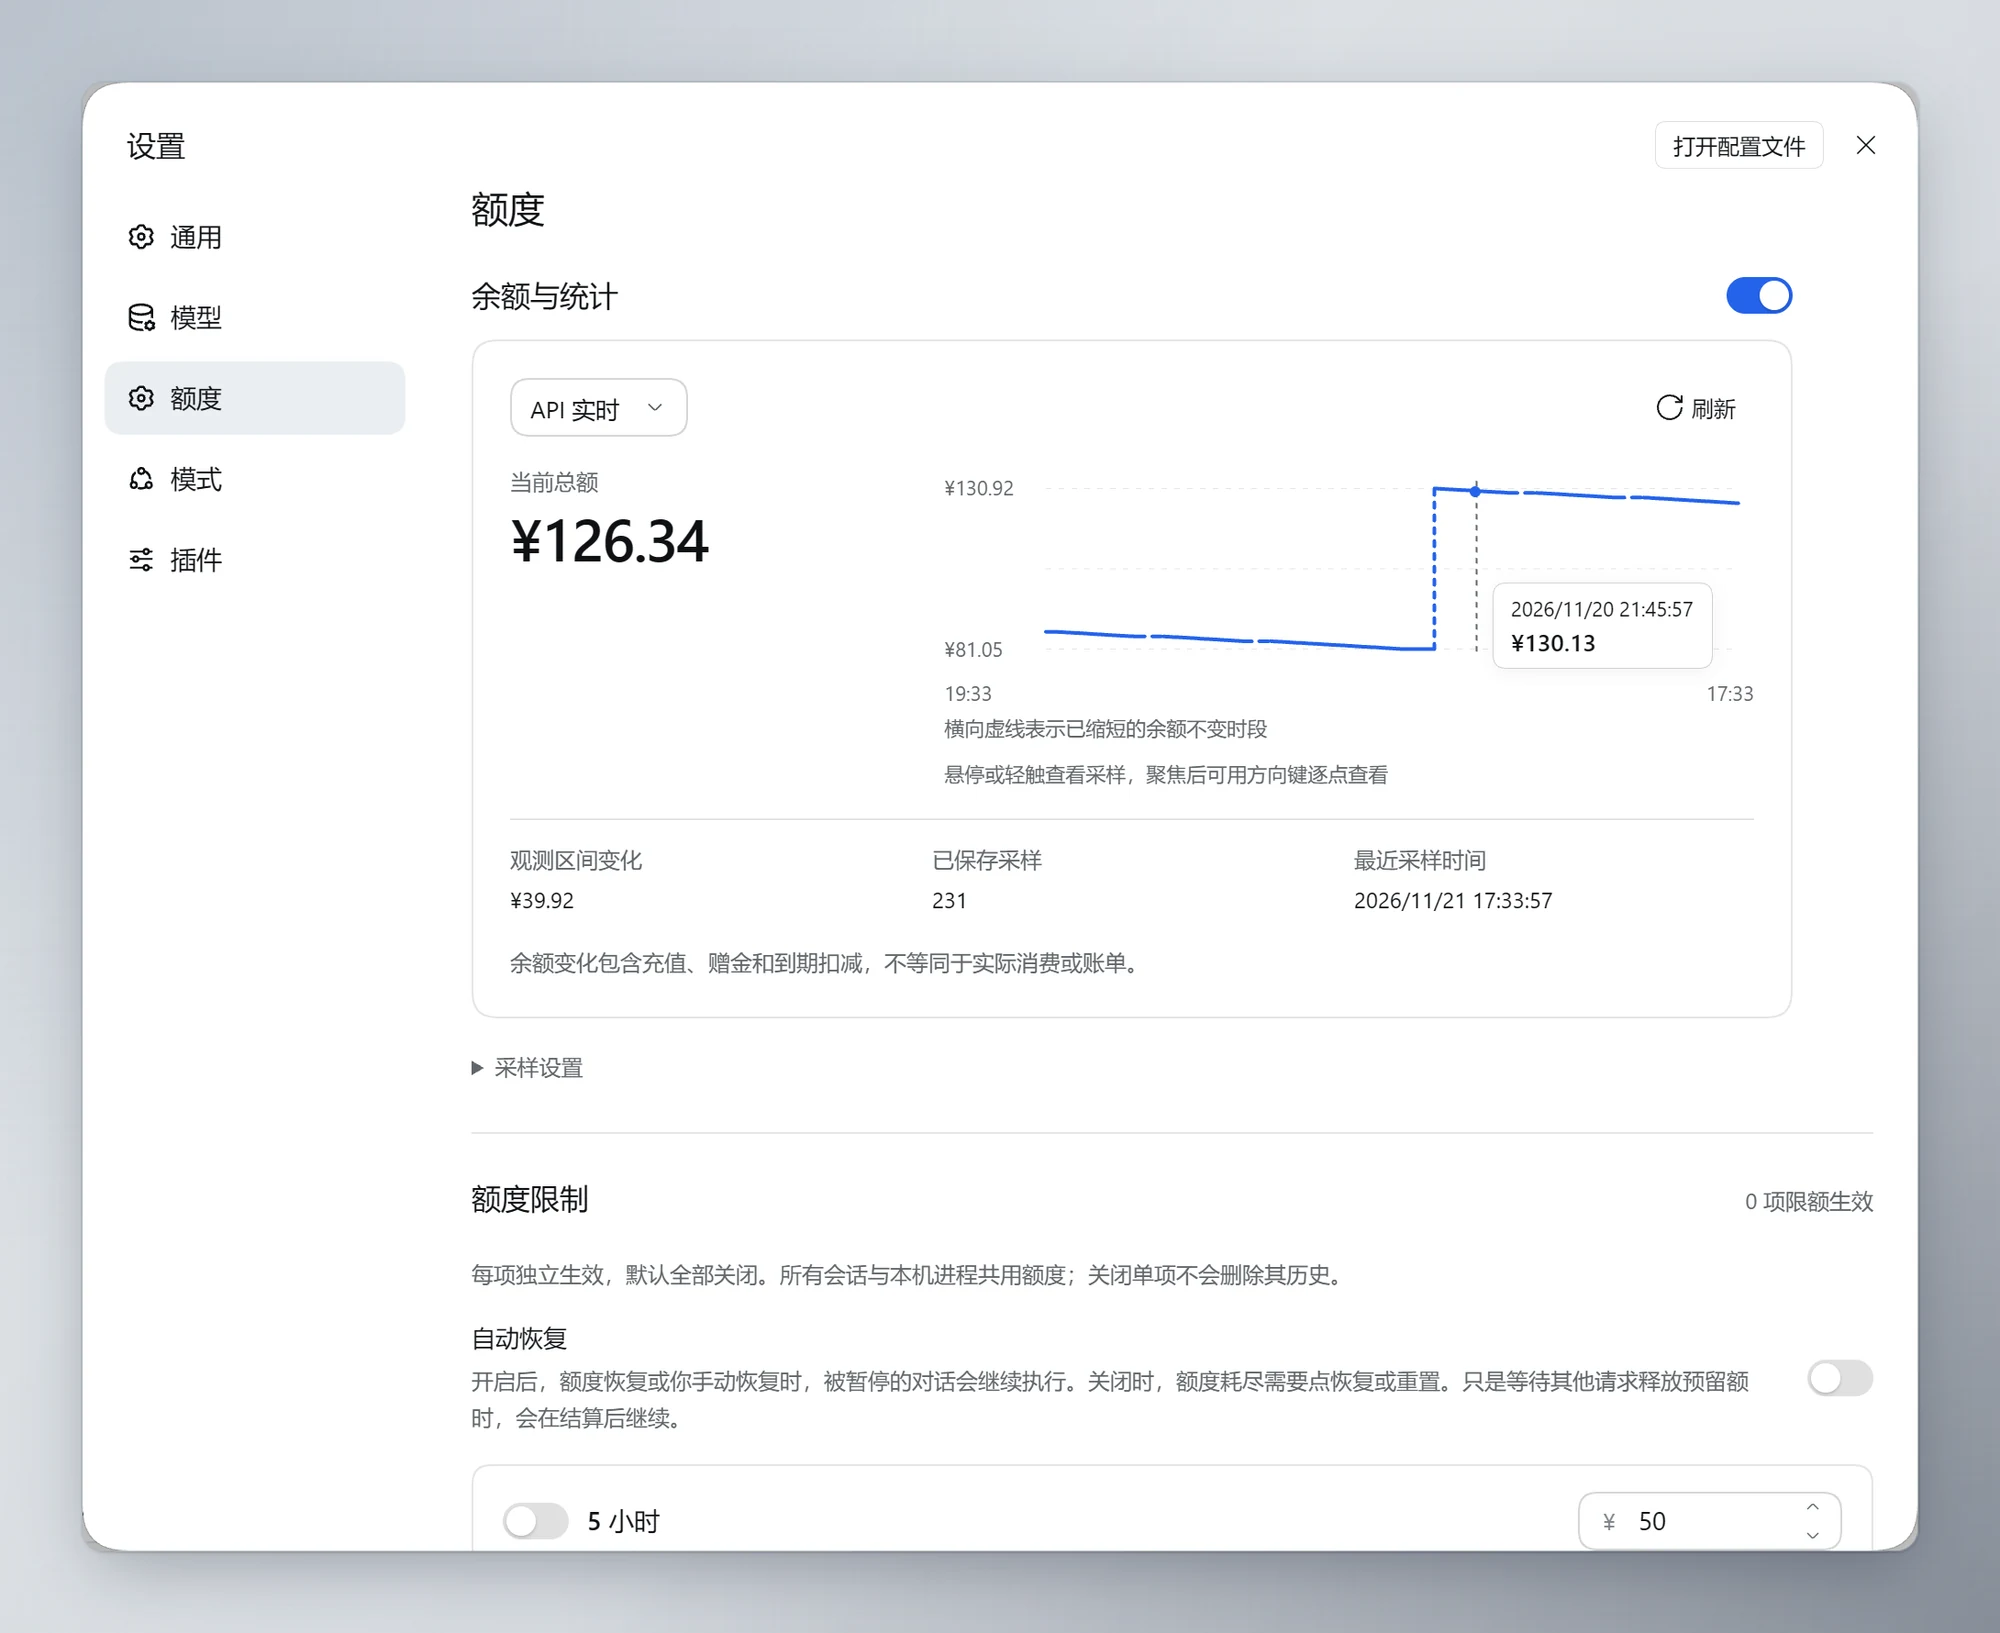 设置
打开配置文件
通用
模型
额度
模式
插件
额度
余额与统计
API 实时
刷新
当前总额
¥126.34
¥130.92
¥81.05
19:33
17:33
2026/11/20 21:45:57
¥130.13
横向虚线表示已缩短的余额不变时段
悬停或轻触查看采样，聚焦后可用方向键逐点查看
观测区间变化
¥39.92
已保存采样
231
最近采样时间
2026/11/21 17:33:57
余额变化包含充值、赠金和到期扣减，不等同于实际消费或账单。
采样设置
额度限制
0 项限额生效
每项独立生效，默认全部关闭。所有会话与本机进程共用额度；关闭单项不会删除其历史。
自动恢复
开启后，额度恢复或你手动恢复时，被暂停的对话会继续执行。关闭时，额度耗尽需要点恢复或重置。只是等待其他请求释放预留额
时，会在结算后继续。
5 小时
¥ 50